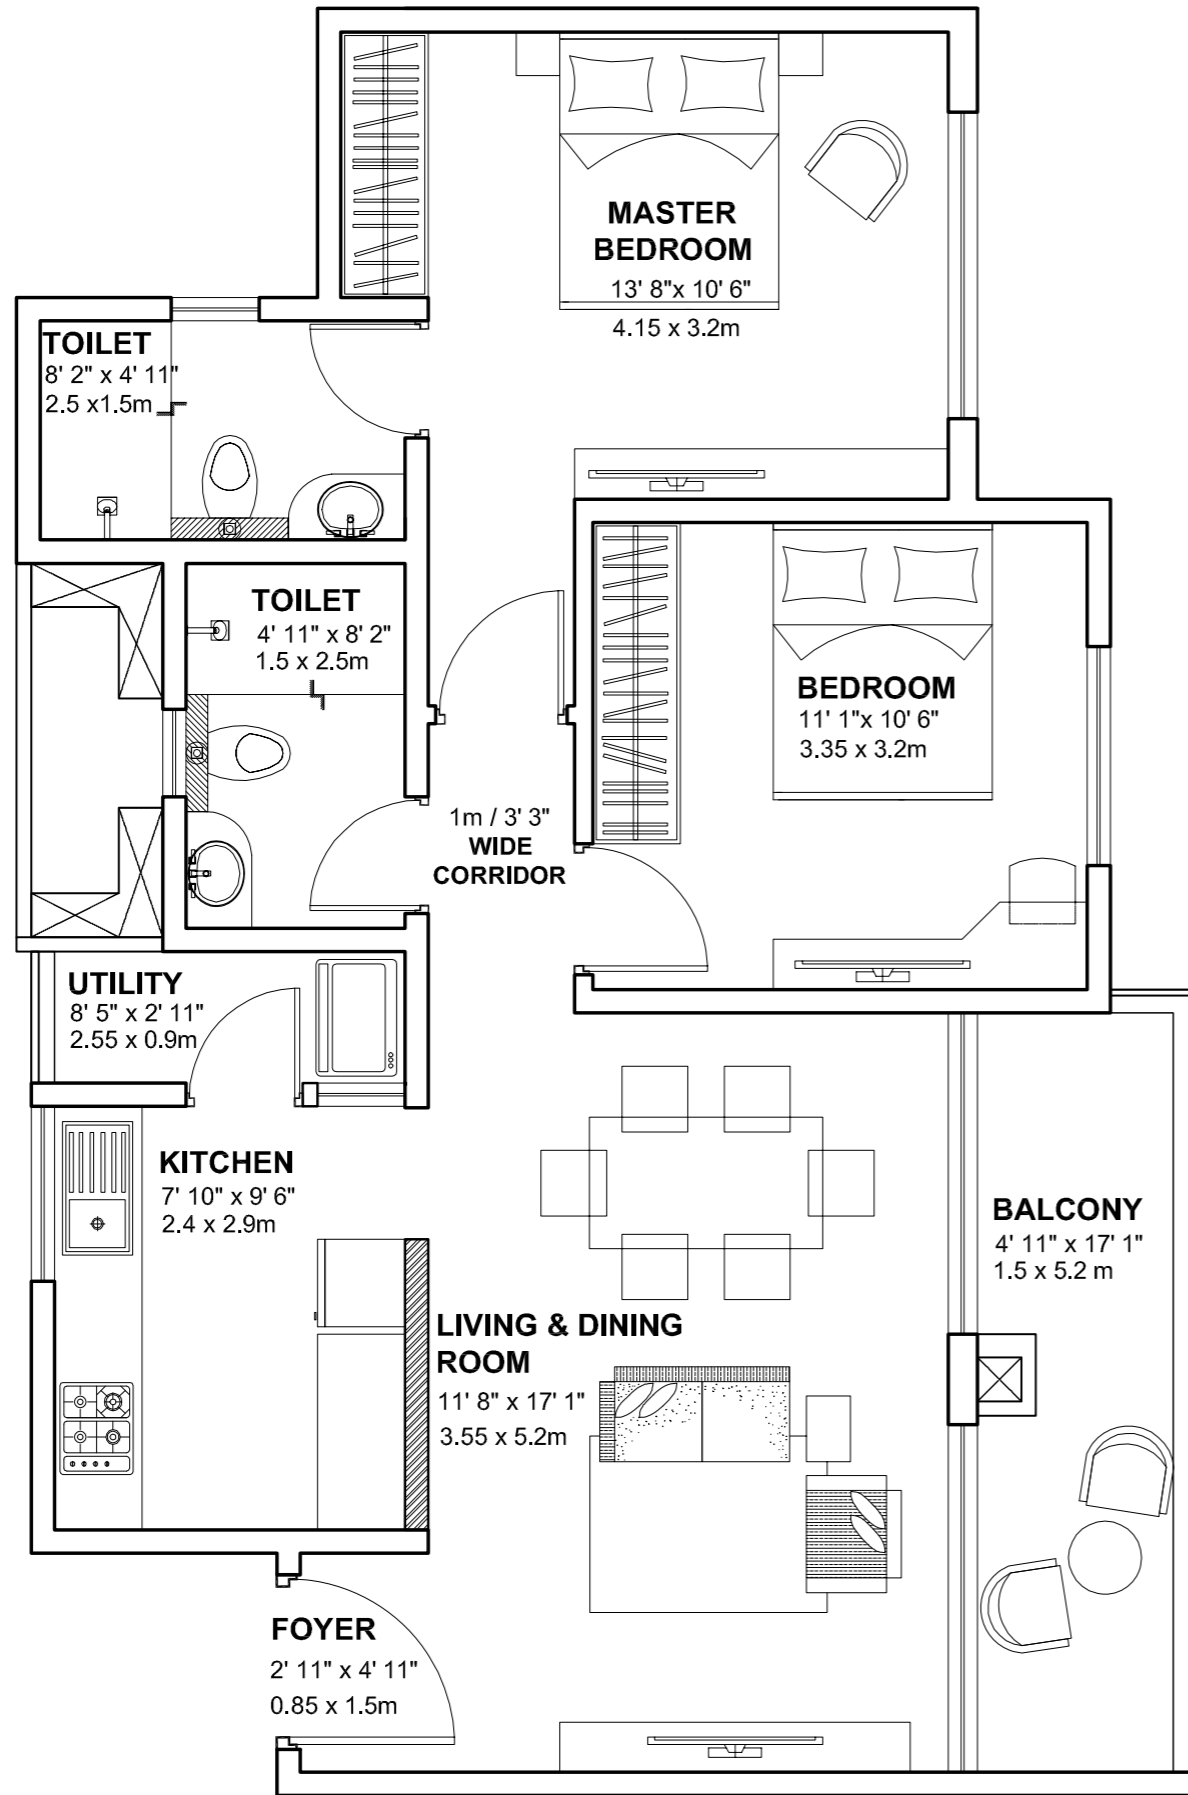 MASTER
BEDROOM
13' 8"x 10' 6"
4.15 x 3.2m
TOILET
8' 2" x 4' 11"
2.5 x1.5m
TOILET
4' 11" x 8' 2"
1.5 x 2.5m
BEDROOM
11' 1"x 10' 6"
3.35 x 3.2m
1m / 3' 3"
WIDE
CORRIDOR
UTILITY
8' 5" x 2' 11"
2.55 x 0.9m
KITCHEN
7' 10" x 9' 6"
2.4 x 2.9m
BALCONY
4' 11" x 17' 1"
1.5 x 5.2 m
LIVING & DINING
ROOM
11' 8" x 17' 1"
3.55 x 5.2m
FOYER
2' 11" x 4' 11"
0.85 x 1.5m